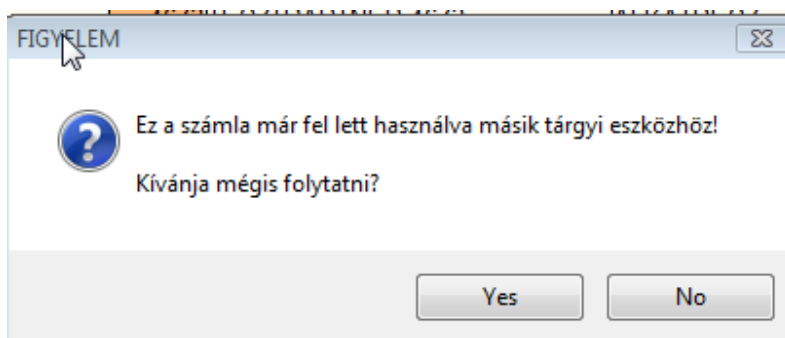 FIGYELEM
Ez a számla már fel lett használva másik tárgyi eszközhöz!
Kívánja mégis folytatni?
Yes
No